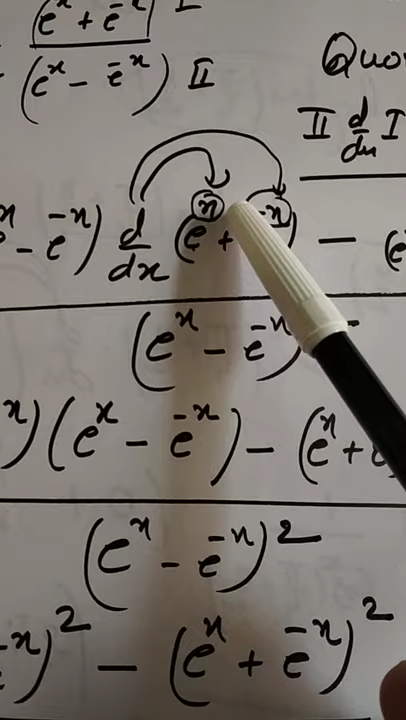 (e^x + e^-x) I
(e^x - e^-x) II
Quo
II d/dx I
e^-x) d/dx (e^x + -x) - (e
(e^x - e^-x)
x)(e^x - e^-x) - (e^x +
(e^x - e^-x)^2
e^-x)^2 - (e^x + e^-x)^2